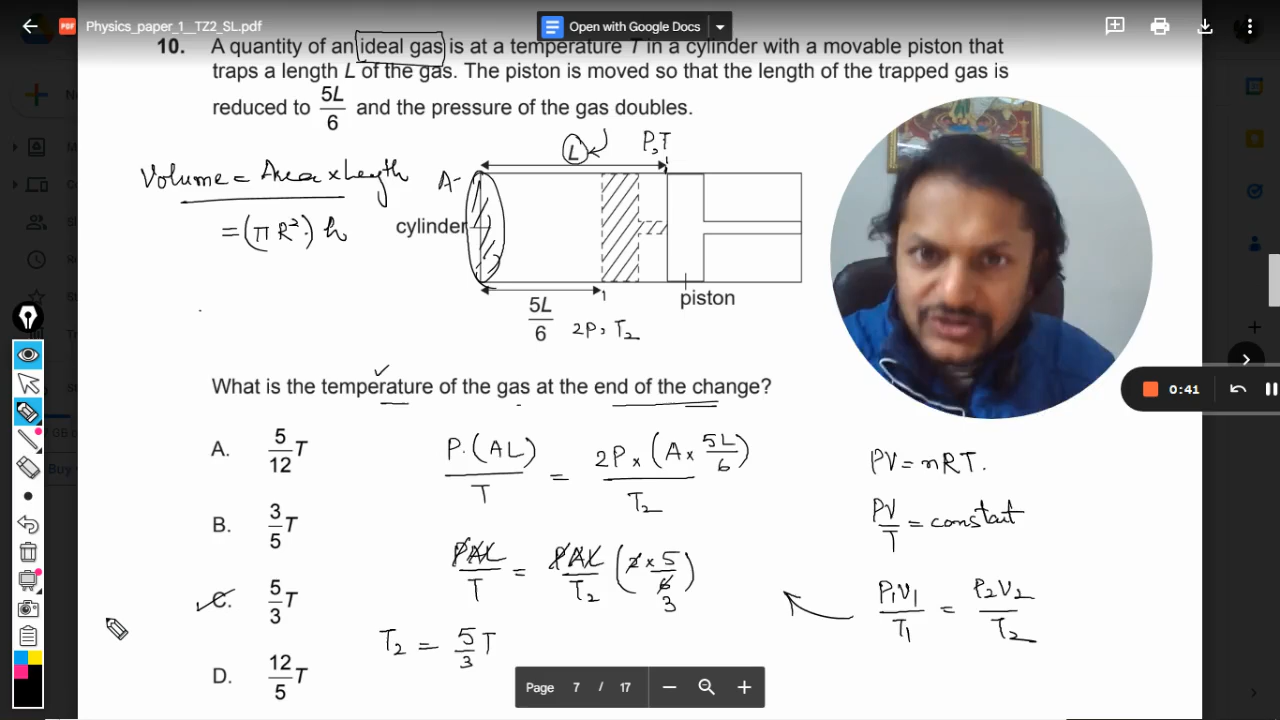 Physics_paper_1__TZ2_SL.pdf
Open with Google Docs
10. A quantity of an ideal gas is at a temperature T in a cylinder with a movable piston that
traps a length L of the gas. The piston is moved so that the length of the trapped gas is
reduced to 5L/6 and the pressure of the gas doubles.
L
P, T
Volume = Area × Length
A
= (πR²) h
cylinder
piston
5L/6
2P, T₂
What is the temperature of the gas at the end of the change?
A. 5/12 T
B. 3/5 T
C. 5/3 T
D. 12/5 T
P.(AL)/T = 2P × (A × 5L/6)/T₂
PAL/T = PAL/T₂ (2 × 5/6)
3
T₂ = 5/3 T
PV = nRT.
PV/T = constant
P₁V₁/T₁ = P₂V₂/T₂
0:41
Page 7 / 17